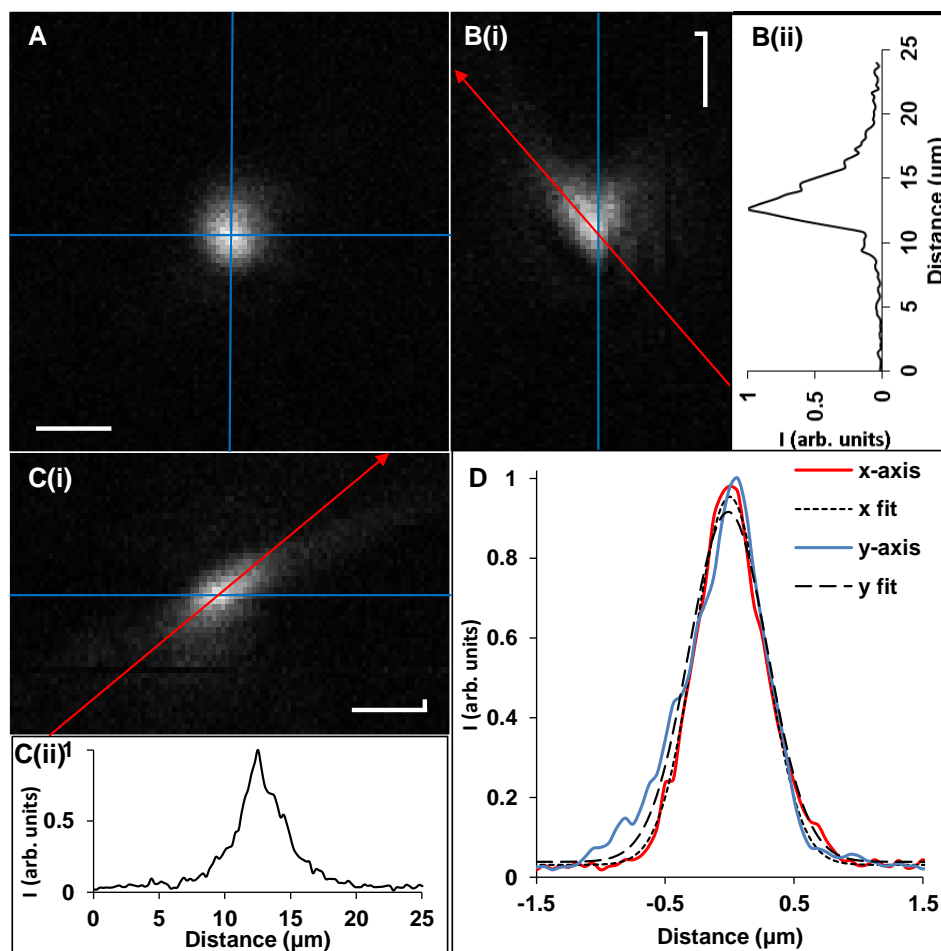 A
B(i)
B(ii)
0
5
10
15
20
25
Distance (µm)
1
0.5
0
I (arb. units)
C(i)
C(ii)
1
0.5
0
I (arb. units)
0
5
10
15
20
25
Distance (µm)
D
x-axis
x fit
y-axis
y fit
1
0.8
0.6
0.4
0.2
0
I (arb. units)
-1.5
-0.5
0.5
1.5
Distance (µm)